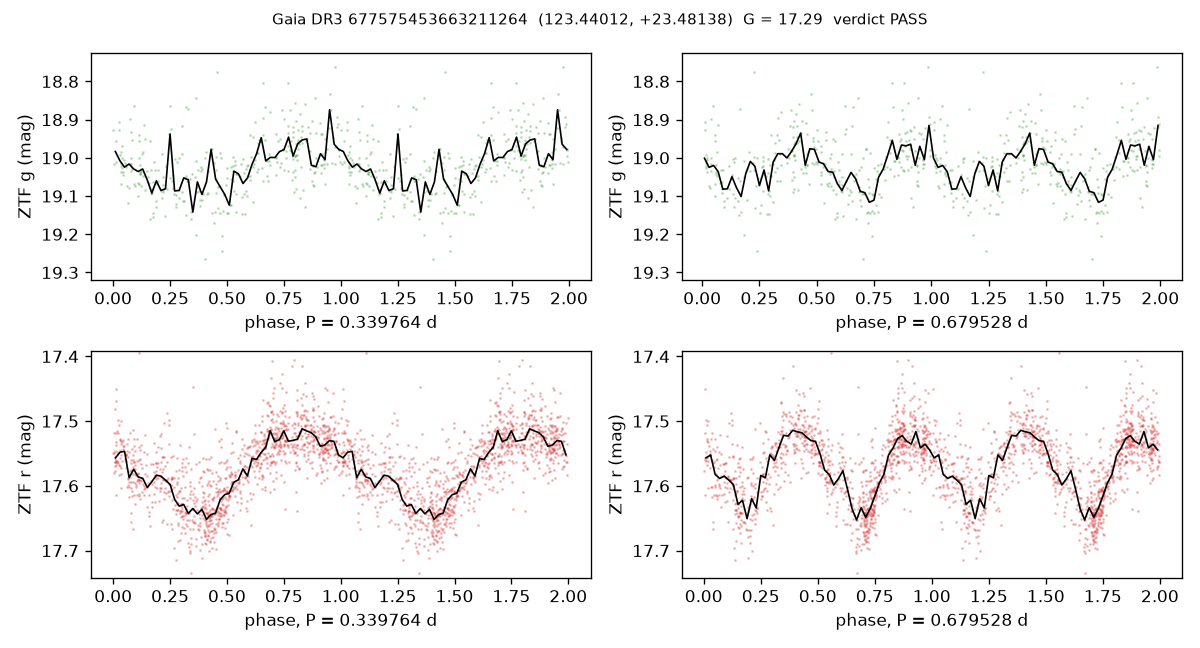 Gaia DR3 677575453663211264 (123.44012, +23.48138) G = 17.29 verdict PASS
ZTF g (mag)
18.8
18.9
19.0
19.1
19.2
19.3
0.00 0.25 0.50 0.75 1.00 1.25 1.50 1.75 2.00
phase, P = 0.339764 d
ZTF g (mag)
18.8
18.9
19.0
19.1
19.2
19.3
0.00 0.25 0.50 0.75 1.00 1.25 1.50 1.75 2.00
phase, P = 0.679528 d
ZTF r (mag)
17.4
17.5
17.6
17.7
0.00 0.25 0.50 0.75 1.00 1.25 1.50 1.75 2.00
phase, P = 0.339764 d
ZTF r (mag)
17.4
17.5
17.6
17.7
0.00 0.25 0.50 0.75 1.00 1.25 1.50 1.75 2.00
phase, P = 0.679528 d